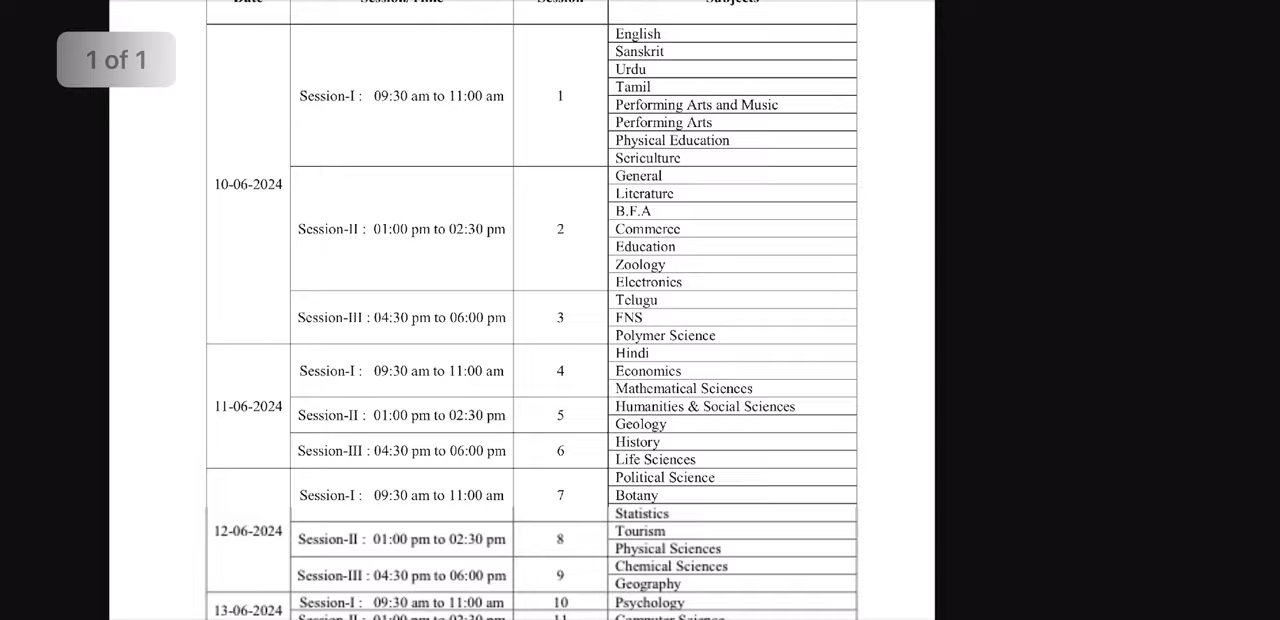 Date Session/Time Session Subjects
1 of 1
10-06-2024
Session-I : 09:30 am to 11:00 am 1
English
Sanskrit
Urdu
Tamil
Performing Arts and Music
Performing Arts
Physical Education
Sericulture
Session-II : 01:00 pm to 02:30 pm 2
General
Literature
B.F.A
Commerce
Education
Zoology
Electronics
Session-III : 04:30 pm to 06:00 pm 3
Telugu
FNS
Polymer Science
11-06-2024
Session-I : 09:30 am to 11:00 am 4
Hindi
Economics
Mathematical Sciences
Session-II : 01:00 pm to 02:30 pm 5
Humanities & Social Sciences
Geology
Session-III : 04:30 pm to 06:00 pm 6
History
Life Sciences
12-06-2024
Session-I : 09:30 am to 11:00 am 7
Political Science
Botany
Statistics
Session-II : 01:00 pm to 02:30 pm 8
Tourism
Physical Sciences
Session-III : 04:30 pm to 06:00 pm 9
Chemical Sciences
Geography
13-06-2024
Session-I : 09:30 am to 11:00 am 10
Psychology
Session-II : 01:00 pm to 02:30 pm 11
Computer Science